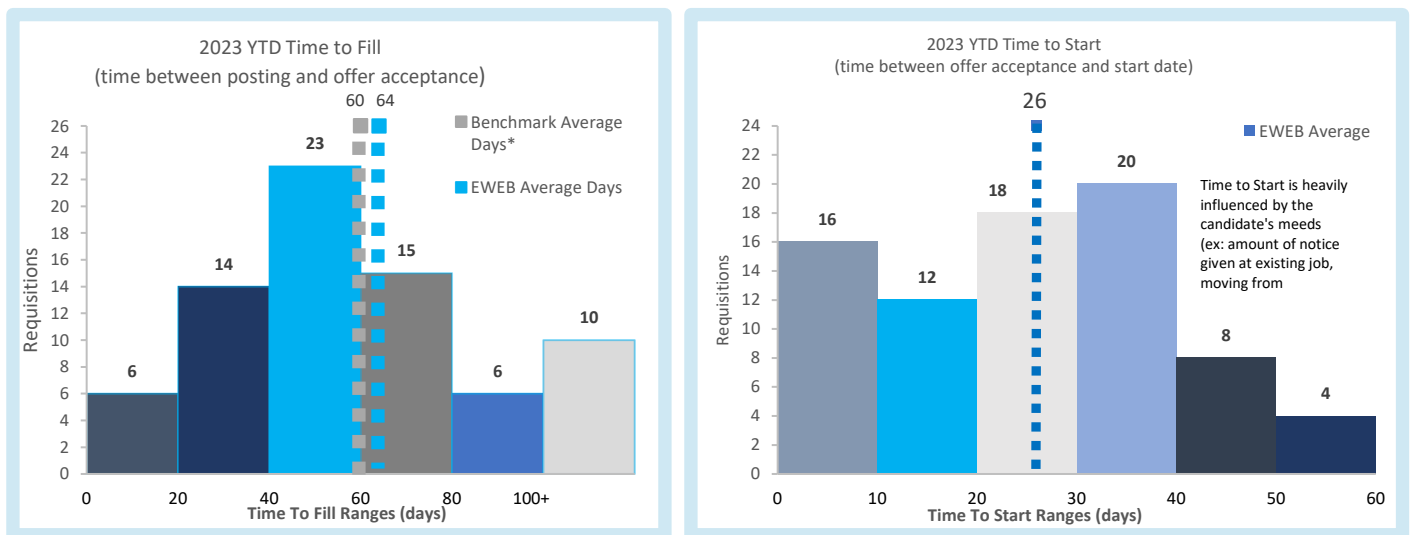 2023 YTD Time to Fill
(time between posting and offer acceptance)
60 64
Benchmark Average
Days*
EWEB Average Days
Requisitions
26
24
22
20
18
16
14
12
10
8
6
4
2
0
6
14
23
15
6
10
0 20 40 60 80 100+
Time To Fill Ranges (days)
2023 YTD Time to Start
(time between offer acceptance and start date)
26
EWEB Average
Time to Start is heavily
influenced by the
candidate's meeds
(ex: amount of notice
given at existing job,
moving from
Requisitions
24
22
20
18
16
14
12
10
8
6
4
2
0
16
12
18
20
8
4
0 10 20 30 40 50 60
Time To Start Ranges (days)